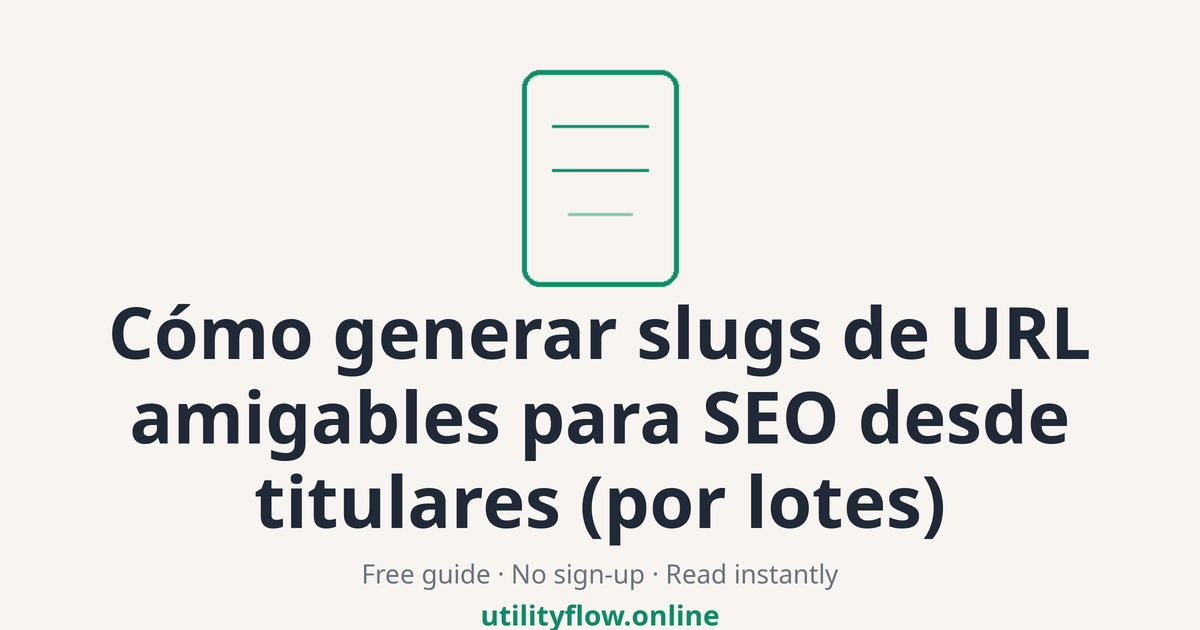 Cómo generar slugs de URL
amigables para SEO desde
titulares (por lotes)
Free guide · No sign-up · Read instantly
utilityflow.online